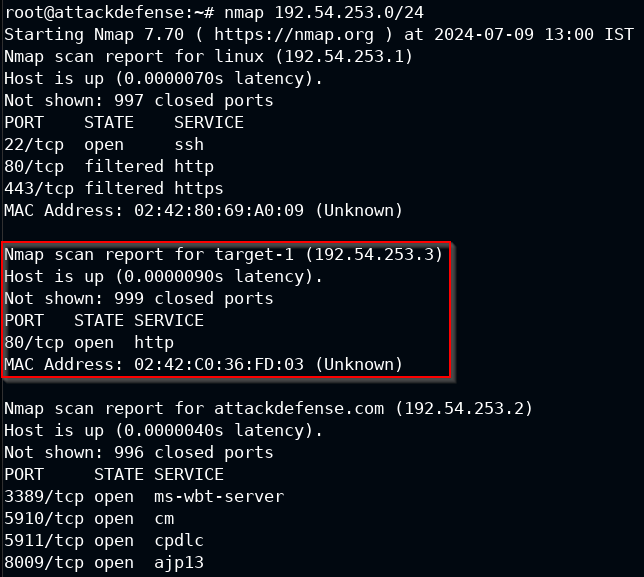 root@attackdefense:~# nmap 192.54.253.0/24
Starting Nmap 7.70 ( https://nmap.org ) at 2024-07-09 13:00 IST
Nmap scan report for linux (192.54.253.1)
Host is up (0.0000070s latency).
Not shown: 997 closed ports
PORT    STATE    SERVICE
22/tcp  open     ssh
80/tcp  filtered http
443/tcp filtered https
MAC Address: 02:42:80:69:A0:09 (Unknown)

Nmap scan report for target-1 (192.54.253.3)
Host is up (0.0000090s latency).
Not shown: 999 closed ports
PORT   STATE SERVICE
80/tcp open  http
MAC Address: 02:42:C0:36:FD:03 (Unknown)

Nmap scan report for attackdefense.com (192.54.253.2)
Host is up (0.0000040s latency).
Not shown: 996 closed ports
PORT     STATE SERVICE
3389/tcp open  ms-wbt-server
5910/tcp open  cm
5911/tcp open  cpdlc
8009/tcp open  ajp13